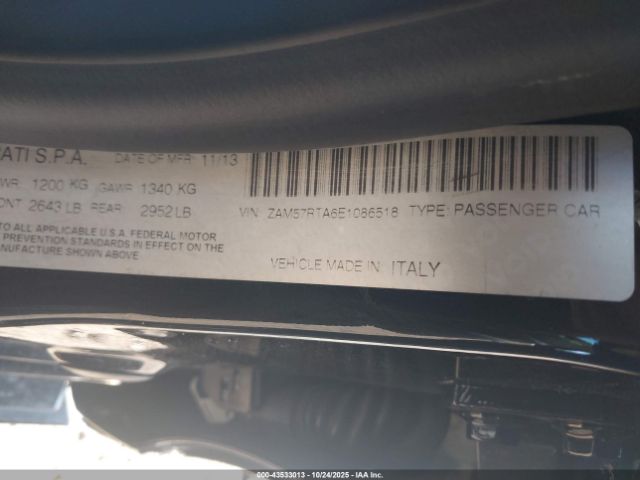 ATI S.P.A. DATE OF MFR 11/13
WR 1200 KG GAWR 1340 KG
ONT 2643 LB REAR 2952 LB
VIN ZAM57RTA6E1086518 TYPE: PASSENGER CAR
TO ALL APPLICABLE U.S.A. FEDERAL MOTOR
PREVENTION STANDARDS IN EFFECT ON
NUFACTURE SHOWN ABOVE
VEHICLE MADE IN ITALY
000-43533013 - 10/24/2025 - IAA Inc.